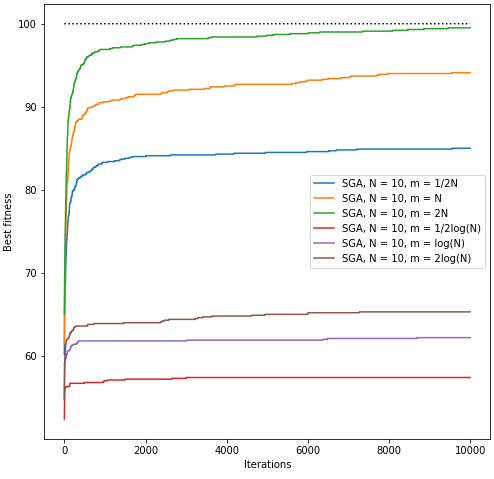 100
90
80
70
60
Best fitness
SGA, N = 10, m = 1/2N
SGA, N = 10, m = N
SGA, N = 10, m = 2N
SGA, N = 10, m = 1/2log(N)
SGA, N = 10, m = log(N)
SGA, N = 10, m = 2log(N)
0 2000 4000 6000 8000 10000
Iterations